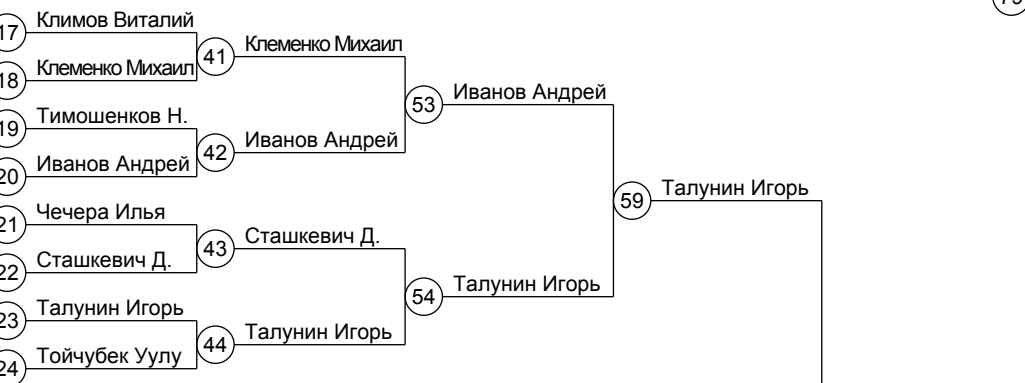 17 Климов Виталий
18 Клеменко Михаил
41 Клеменко Михаил
19 Тимошенков Н.
20 Иванов Андрей
42 Иванов Андрей
53 Иванов Андрей
21 Чечера Илья
22 Сташкевич Д.
43 Сташкевич Д.
23 Талунин Игорь
24 Тойчубек Уулу
44 Талунин Игорь
54 Талунин Игорь
59 Талунин Игорь